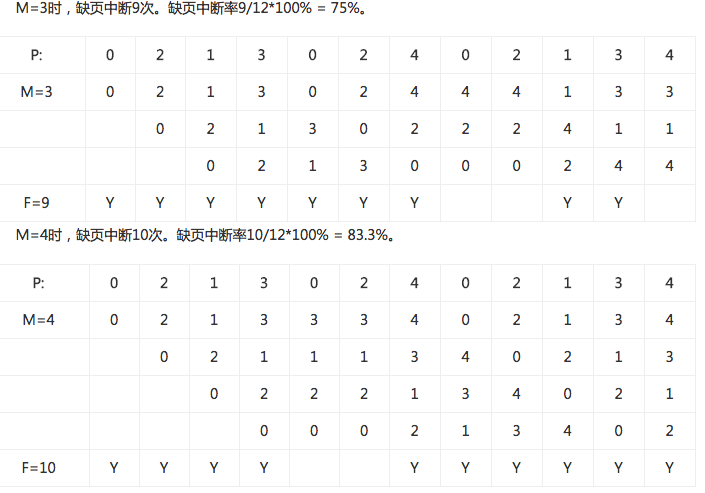 M=3时，缺页中断9次。缺页中断率9/12*100% = 75%。
P: 0 2 1 3 0 2 4 0 2 1 3 4
M=3 0 2 1 3 0 2 4 4 4 1 3 3
0 2 1 3 0 2 2 2 4 1 1
0 2 1 3 0 0 0 2 4 4
F=9 Y Y Y Y Y Y Y Y Y
M=4时，缺页中断10次。缺页中断率10/12*100% = 83.3%。
P: 0 2 1 3 0 2 4 0 2 1 3 4
M=4 0 2 1 3 3 3 4 0 2 1 3 4
0 2 1 1 1 3 4 0 2 1 3
0 2 2 2 1 3 4 0 2 1
0 0 0 2 1 3 4 0 2
F=10 Y Y Y Y Y Y Y Y Y Y